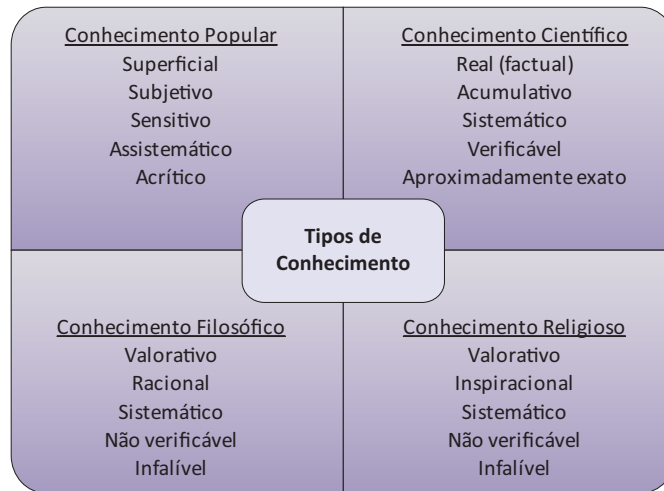 Conhecimento Popular
Superficial
Subjetivo
Sensitivo
Assistemático
Acrítico
Conhecimento Científico
Real (factual)
Acumulativo
Sistemático
Verificável
Aproximadamente exato
Tipos de
Conhecimento
Conhecimento Filosófico
Valorativo
Racional
Sistemático
Não verificável
Infalível
Conhecimento Religioso
Valorativo
Inspiracional
Sistemático
Não verificável
Infalível